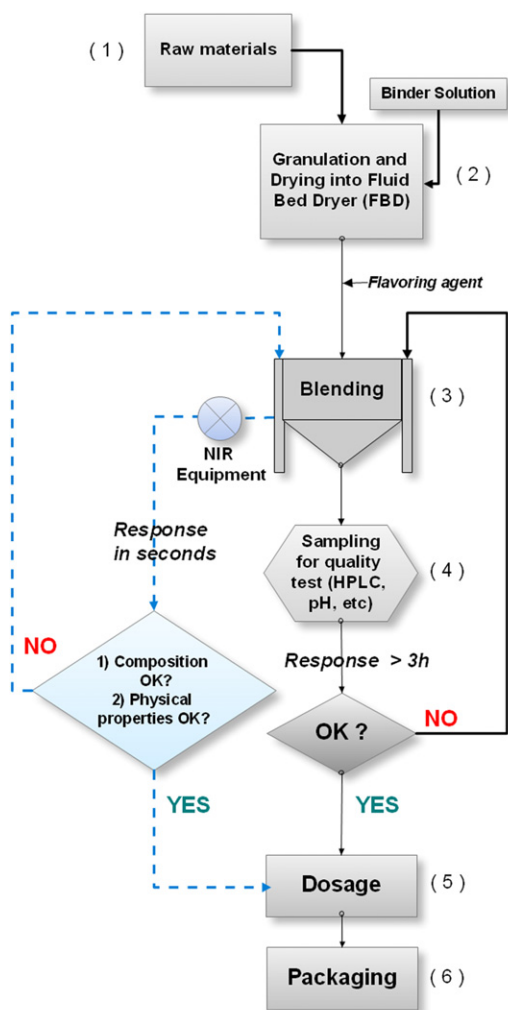 ( 1 )
Raw materials
Binder Solution
Granulation and
Drying into Fluid
Bed Dryer (FBD)
( 2 )
Flavoring agent
Blending
( 3 )
NIR
Equipment
Response
in seconds
Sampling
for quality
test (HPLC,
pH, etc)
( 4 )
NO
1) Composition
OK?
2) Physical
properties OK?
Response > 3h
OK ?
NO
YES
YES
Dosage
( 5 )
Packaging
( 6 )